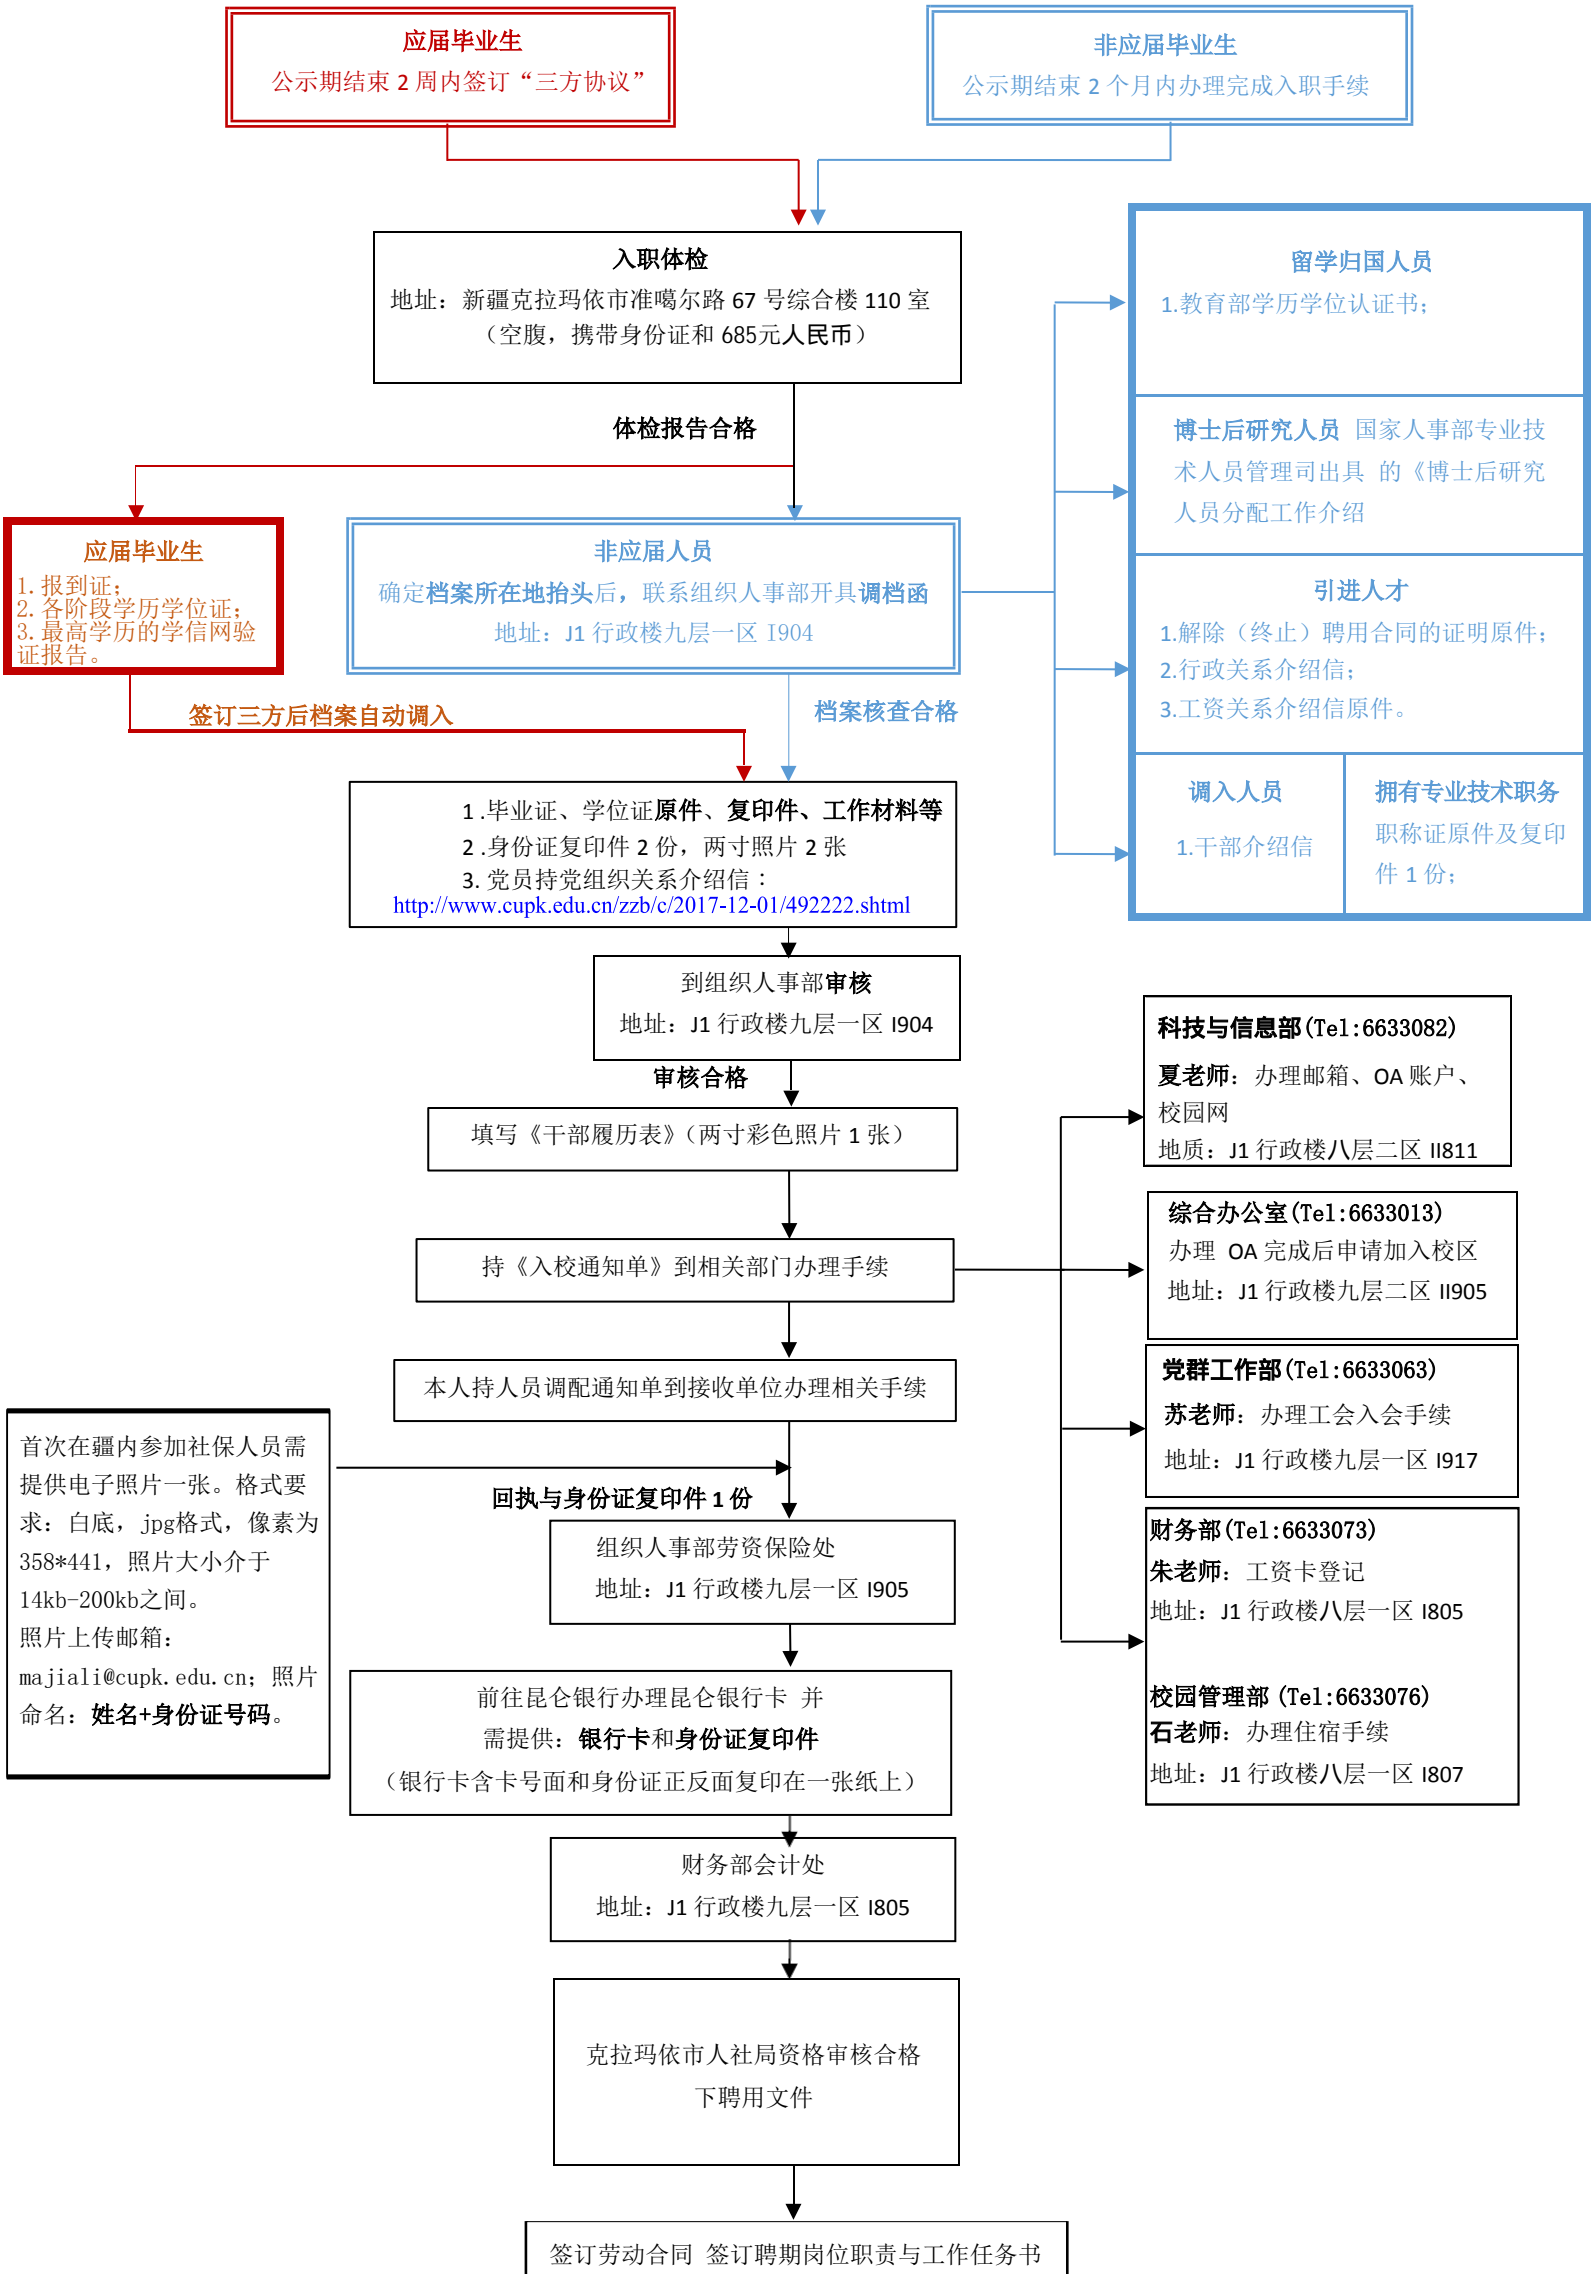 应届毕业生
公示期结束 2 周内签订“三方协议”
非应届毕业生
公示期结束 2 个月内办理完成入职手续
入职体检
地址：新疆克拉玛依市准噶尔路 67 号综合楼 110 室
（空腹，携带身份证和 685元人民币）
体检报告合格
留学归国人员
1.教育部学历学位认证书；
博士后研究人员 国家人事部专业技
术人员管理司出具 的《博士后研究
人员分配工作介绍
引进人才
1.解除（终止）聘用合同的证明原件；
2.行政关系介绍信；
3.工资关系介绍信原件。
调入人员
1.干部介绍信
拥有专业技术职务
职称证原件及复印
件 1 份；
应届毕业生
1.报到证；
2.各阶段学历学位证；
3.最高学历的学信网验
证报告。
非应届人员
确定档案所在地抬头后，联系组织人事部开具调档函
地址：J1 行政楼九层一区 I904
签订三方后档案自动调入
档案核查合格
1 .毕业证、学位证原件、复印件、工作材料等
2 .身份证复印件 2 份，两寸照片 2 张
3. 党员持党组织关系介绍信：
http://www.cupk.edu.cn/zzb/c/2017-12-01/492222.shtml
到组织人事部审核
地址：J1 行政楼九层一区 I904
审核合格
填写《干部履历表》（两寸彩色照片 1 张）
持《入校通知单》到相关部门办理手续
科技与信息部(Tel:6633082)
夏老师：办理邮箱、OA 账户、
校园网
地质：J1 行政楼八层二区 II811
综合办公室(Tel:6633013)
办理 OA 完成后申请加入校区
地址：J1 行政楼九层二区 II905
党群工作部(Tel:6633063)
苏老师：办理工会入会手续
地址：J1 行政楼九层一区 I917
财务部(Tel:6633073)
朱老师：工资卡登记
地址：J1 行政楼八层一区 I805
校园管理部 (Tel:6633076)
石老师：办理住宿手续
地址：J1 行政楼八层一区 I807
本人持人员调配通知单到接收单位办理相关手续
首次在疆内参加社保人员需
提供电子照片一张。格式要
求：白底，jpg格式，像素为
358*441，照片大小介于
14kb-200kb之间。
照片上传邮箱：
majiali@cupk.edu.cn；照片
命名：姓名+身份证号码。
回执与身份证复印件 1 份
组织人事部劳资保险处
地址：J1 行政楼九层一区 I905
前往昆仑银行办理昆仑银行卡 并
需提供：银行卡和身份证复印件
（银行卡含卡号面和身份证正反面复印在一张纸上）
财务部会计处
地址：J1 行政楼九层一区 I805
克拉玛依市人社局资格审核合格
下聘用文件
签订劳动合同 签订聘期岗位职责与工作任务书